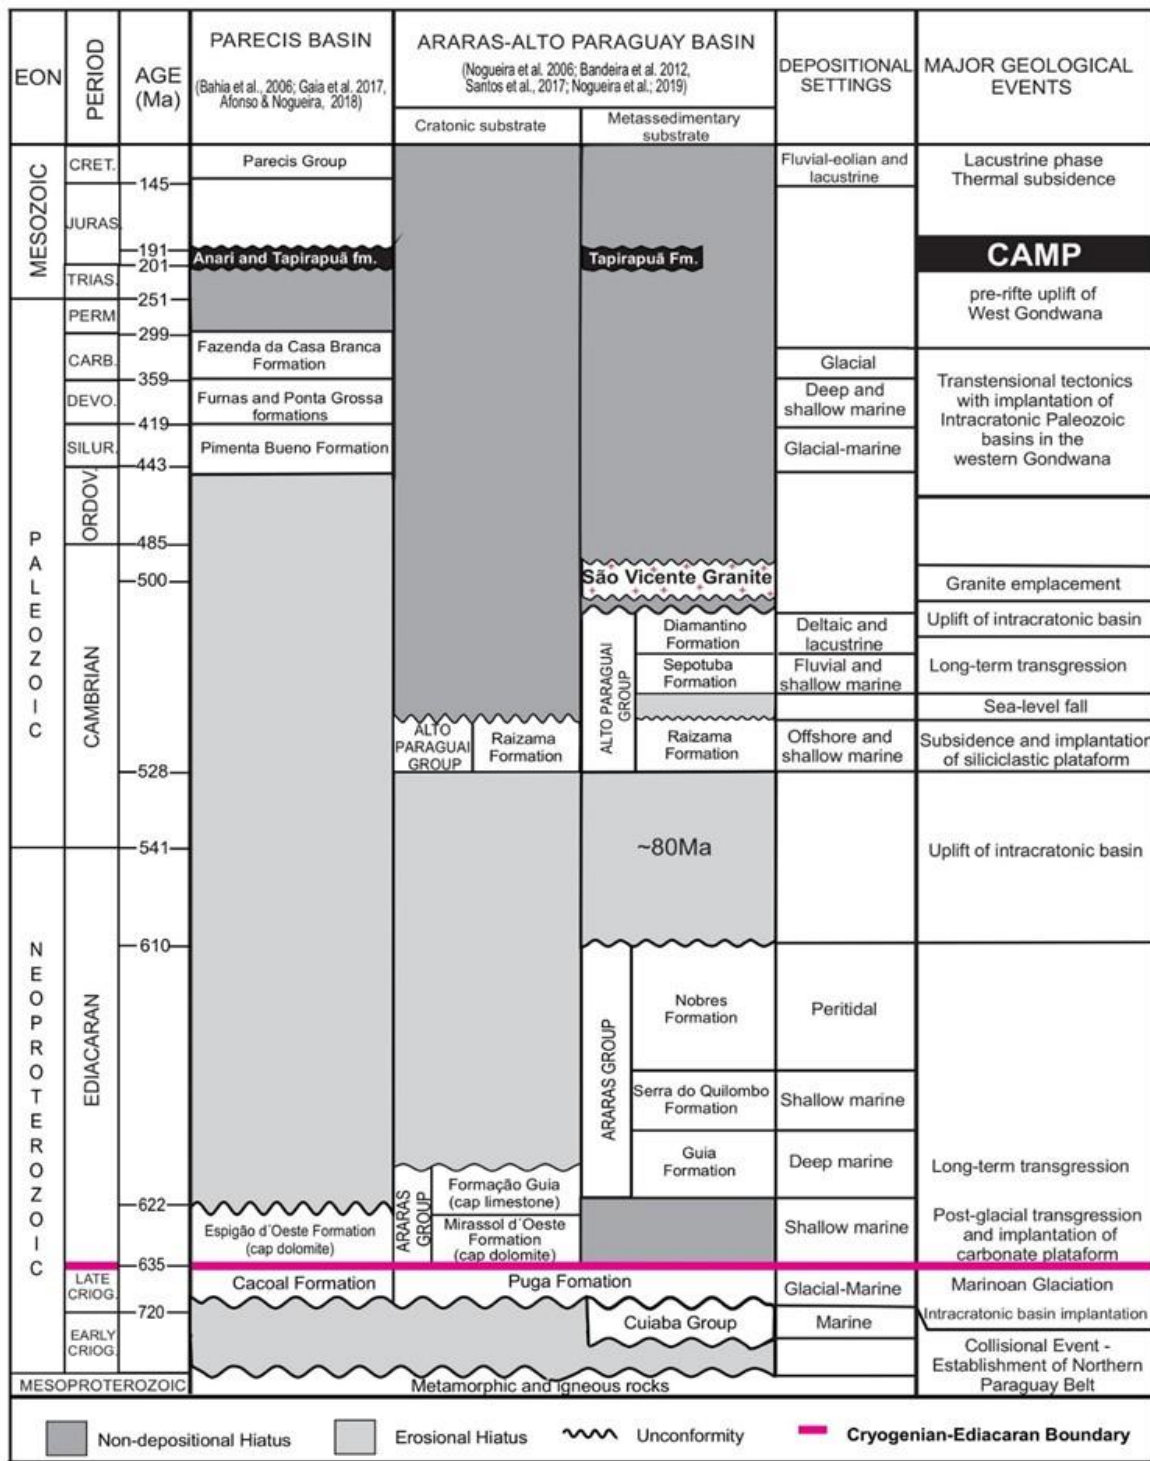 EON
PERIOD
AGE
(Ma)
PARECIS BASIN
(Bahia et al., 2006; Gaia et al. 2017,
Afonso & Nogueira, 2018)
ARARAS-ALTO PARAGUAY BASIN
(Nogueira et al. 2006; Bandeira et al. 2012,
Santos et al., 2017; Nogueira et al.; 2019)
Cratonic substrate
Metassedimentary
substrate
DEPOSITIONAL
SETTINGS
MAJOR GEOLOGICAL
EVENTS
MESOZOIC
CRET.
145
JURAS.
191
201
TRIAS.
251
PALEOZOIC
PERM
299
CARB.
359
DEVO.
419
SILUR.
443
ORDOV.
485
500
CAMBRIAN
528
541
NEOPROTEROZOIC
610
EDIACARAN
622
635
LATE
CRIOG.
720
EARLY
CRIOG.
MESOPROTEROZOIC
Parecis Group
Anari and Tapirapuã fm.
Fazenda da Casa Branca
Formation
Furnas and Ponta Grossa
formations
Pimenta Bueno Formation
Espigão d´Oeste Formation
(cap dolomite)
Cacoal Formation
ALTO
PARAGUAI
GROUP
Raizama
Formation
ARARAS
GROUP
Formação Guia
(cap limestone)
Mirassol d´Oeste
Formation
(cap dolomite)
Puga Fomation
Tapirapuã Fm.
São Vicente Granite
ALTO PARAGUAI
GROUP
Diamantino
Formation
Sepotuba
Formation
Raizama
Formation
~80Ma
ARARAS GROUP
Nobres
Formation
Serra do Quilombo
Formation
Guia
Formation
Cuiaba Group
Metamorphic and igneous rocks
Fluvial-eolian and
lacustrine
Glacial
Deep and
shallow marine
Glacial-marine
Deltaic and
lacustrine
Fluvial and
shallow marine
Offshore and
shallow marine
Peritidal
Shallow marine
Deep marine
Shallow marine
Glacial-Marine
Marine
Lacustrine phase
Thermal subsidence
CAMP
pre-rifte uplift of
West Gondwana
Transtensional tectonics
with implantation of
Intracratonic Paleozoic
basins in the
western Gondwana
Granite emplacement
Uplift of intracratonic basin
Long-term transgression
Sea-level fall
Subsidence and implantation
of siliciclastic plataform
Uplift of intracratonic basin
Long-term transgression
Post-glacial transgression
and implantation of
carbonate plataform
Marinoan Glaciation
Intracratonic basin implantation
Collisional Event -
Establishment of Northern
Paraguay Belt
Non-depositional Hiatus
Erosional Hiatus
Unconformity
Cryogenian-Ediacaran Boundary